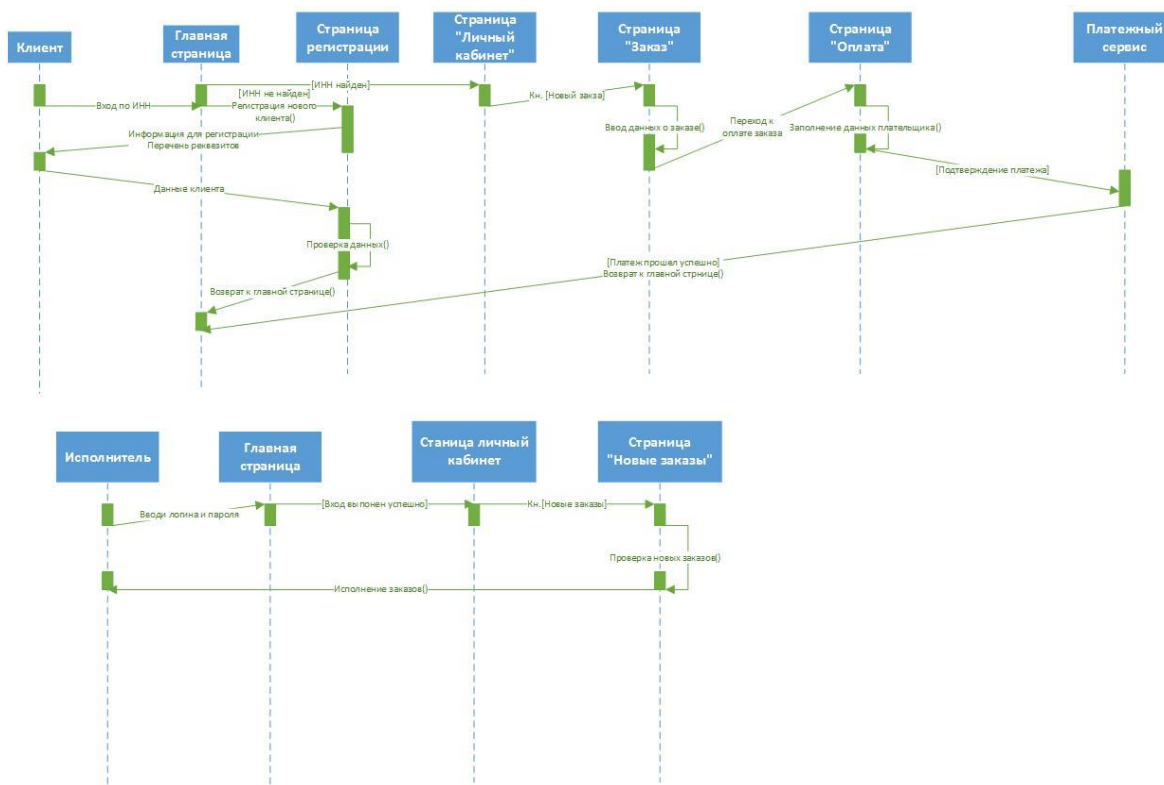 Клиент
Главная
страница
Страница
регистрации
Страница
"Личный
кабинет"
Страница
"Заказ"
Страница
"Оплата"
Платежный
сервис
[ИНН найден]
[ИНН не найден]
Вход по ИНН
Регистрация нового
клиента()
Кн. [Новый закза]
Информация для регистрации
Перечень реквезитов
Ввод данных о заказе()
Переход к
оплате заказа
Заполнение данных плательщика()
[Подтверждение платежа]
Данные клиента
Проверка данных()
[Платеж прошел успешно]
Возврат к главной стрнице()
Возврат к главной странице()
Исполнитель
Главная
страница
Станица личный
кабинет
Страница
"Новые заказы"
Вводи логина и пароля
[Вход выпонен успешно]
Кн.[Новые заказы]
Проверка новых заказов()
Исполнение заказов()